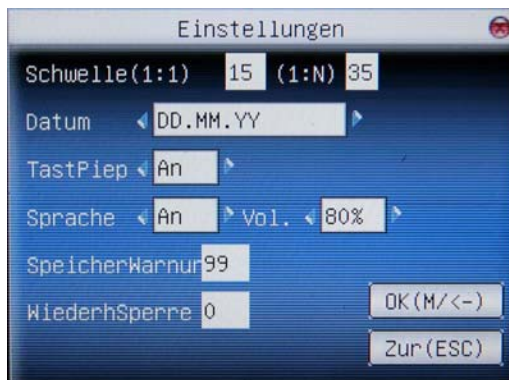 Einstellungen
Schwelle(1:1) 15 (1:N) 35
Datum DD.MM.YY
TastPiep An
Sprache An Vol. 80%
SpeicherWarnur 99
WiederhSperre 0
OK(M/<-)
Zur(ESC)